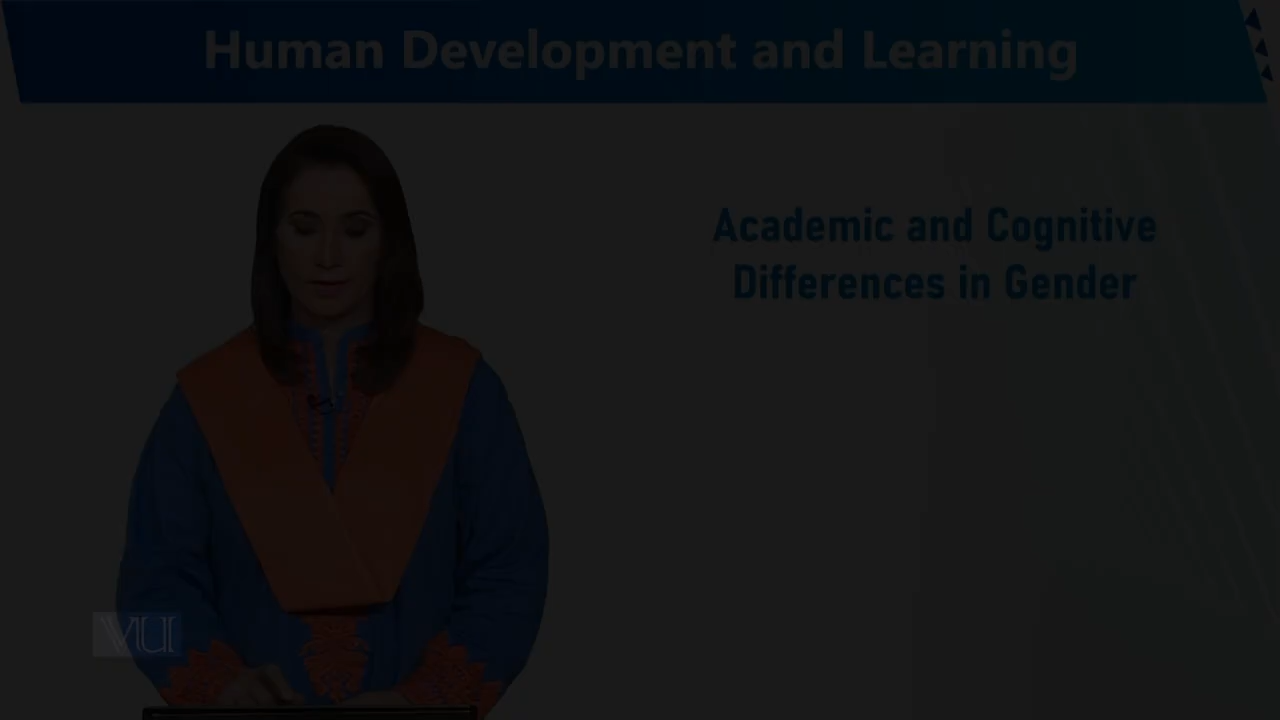 Human Development and Learning
Academic and Cognitive
Differences in Gender
VU